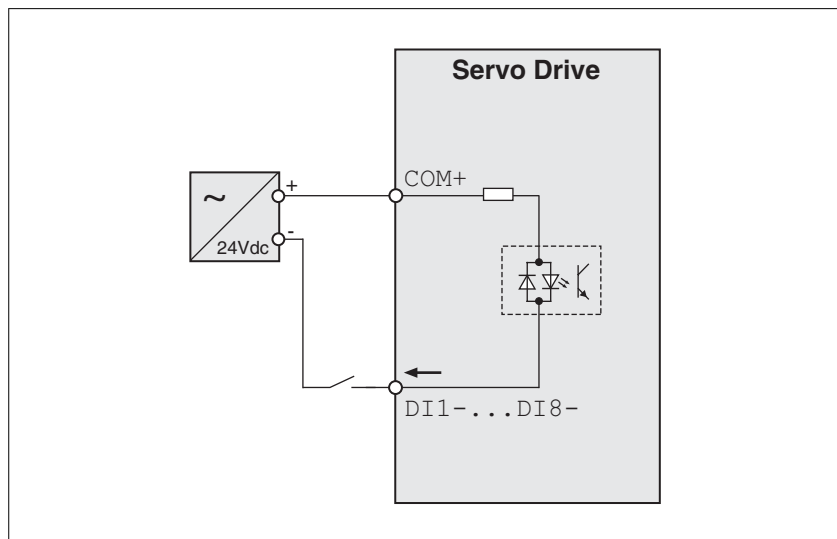 Servo Drive
COM+
~
+
-
24Vdc
DI1-...DI8-